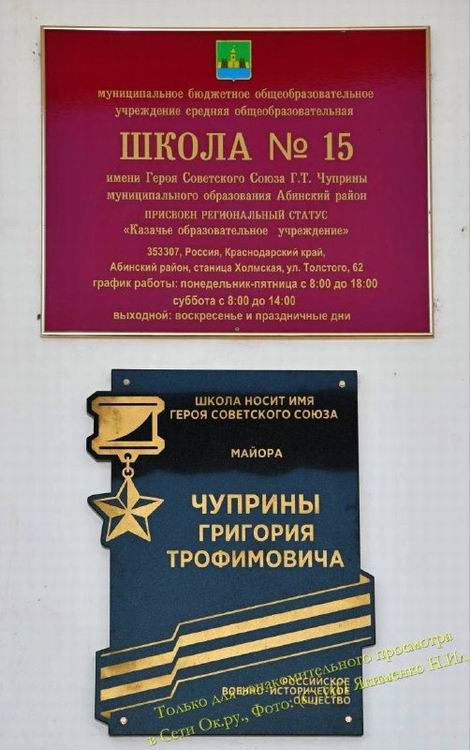 муниципальное бюджетное общеобразовательное
учреждение средняя общеобразовательная
ШКОЛА № 15
имени Героя Советского Союза Г.Т. Чуприны
муниципального образования Абинский район
ПРИСВОЕН РЕГИОНАЛЬНЫЙ СТАТУС
«Казачье образовательное учреждение»
353307, Россия, Краснодарский край,
Абинский район, станица Холмская, ул. Толстого, 62
график работы: понедельник-пятница с 8:00 до 18:00
суббота с 8:00 до 14:00
выходной: воскресенье и праздничные дни
ШКОЛА НОСИТ ИМЯ
ГЕРОЯ СОВЕТСКОГО СОЮЗА
МАЙОРА
ЧУПРИНЫ
ГРИГОРИЯ
ТРОФИМОВИЧА
РОССИЙСКОЕ
ВОЕННО-ИСТОРИЧЕСКОЕ
ОБЩЕСТВО
Только для ознакомительного просмотра
в Сети Ок.ру., Фото: Якименко Н.Ил